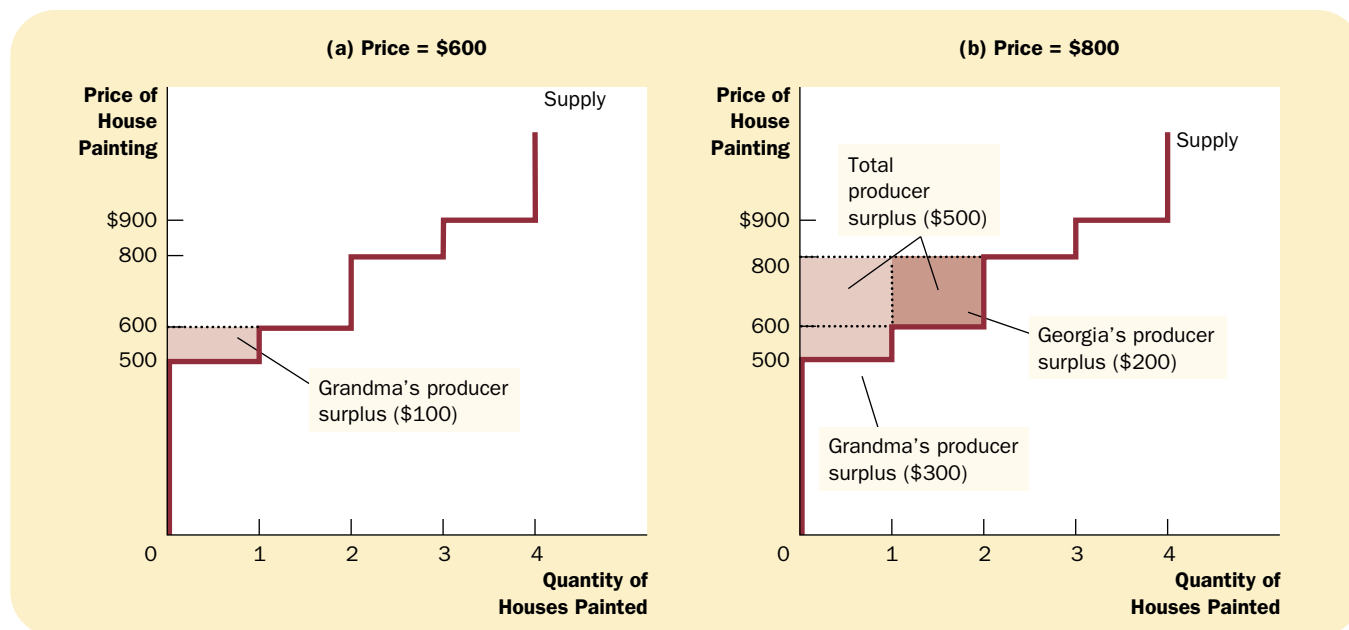 (a) Price = $600
Price of
House
Painting
Supply
$900
800
600
500
Grandma’s producer
surplus ($100)
0
1
2
3
4
Quantity of
Houses Painted
(b) Price = $800
Price of
House
Painting
Supply
Total
producer
surplus ($500)
$900
800
600
500
Georgia’s producer
surplus ($200)
Grandma’s producer
surplus ($300)
0
1
2
3
4
Quantity of
Houses Painted